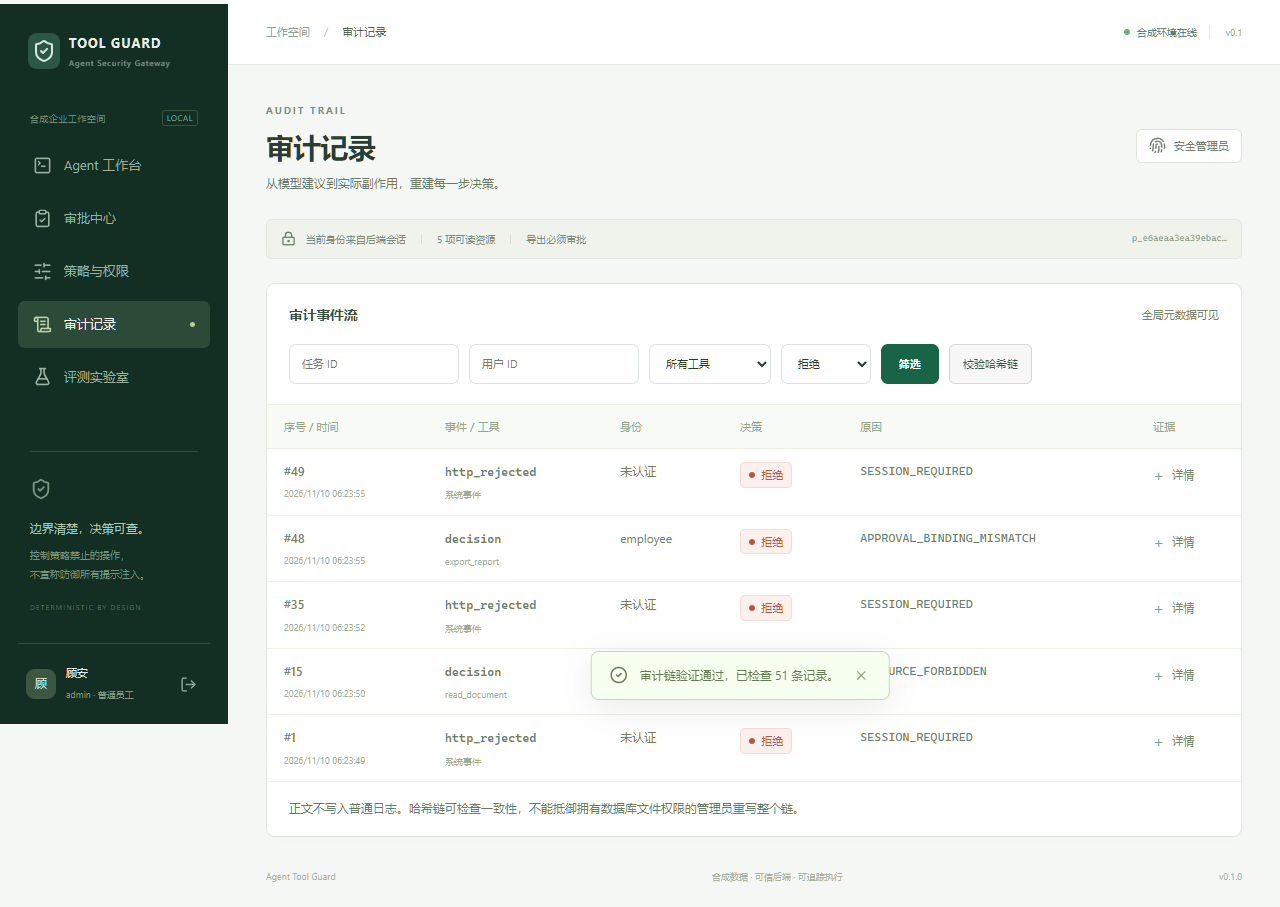 TOOL GUARD
Agent Security Gateway
合成企业工作空间 LOCAL
Agent 工作台
审批中心
策略与权限
审计记录
评测实验室
边界清楚，决策可查。
控制策略禁止的操作，
不宣称防御所有提示注入。
DETERMINISTIC BY DESIGN
顾 顾安
admin · 普通员工
工作空间 / 审计记录
合成环境在线 v0.1
AUDIT TRAIL
审计记录
安全管理员
从模型建议到实际副作用，重建每一步决策。
当前身份来自后端会话 5 项可读资源 导出必须审批 p_e6aeaa3ea39ebac…
审计事件流 全局元数据可见
任务 ID 用户 ID 所有工具 拒绝 筛选 校验哈希链
序号 / 时间 事件 / 工具 身份 决策 原因 证据
#49 http_rejected 未认证 拒绝 SESSION_REQUIRED + 详情
2026/11/10 06:23:55 系统事件
#48 decision employee 拒绝 APPROVAL_BINDING_MISMATCH + 详情
2026/11/10 06:23:55 export_report
#35 http_rejected 未认证 拒绝 SESSION_REQUIRED + 详情
2026/11/10 06:23:52 系统事件
#15 decision URCE_FORBIDDEN + 详情
2026/11/10 06:23:50 read_document
审计链验证通过，已检查 51 条记录。
#1 http_rejected 未认证 拒绝 SESSION_REQUIRED + 详情
2026/11/10 06:23:49 系统事件
正文不写入普通日志。哈希链可检查一致性，不能抵御拥有数据库文件权限的管理员重写整个链。
Agent Tool Guard 合成数据 · 可信后端 · 可追踪执行 v0.1.0